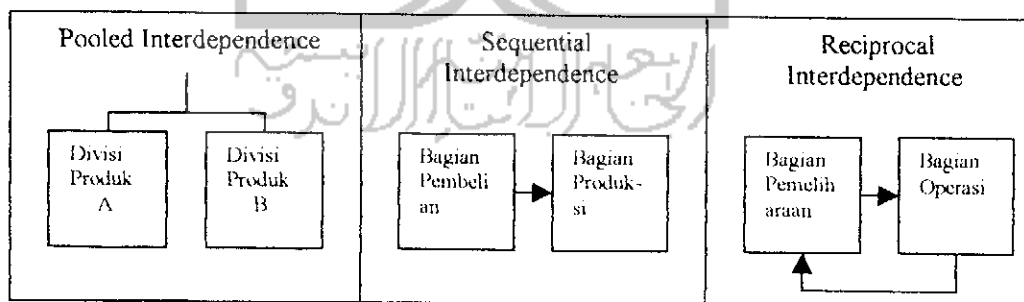 Pooled Interdependence
Divisi
Produk
A
Divisi
Produk
B
Sequential
Interdependence
Bagian
Pembeli
an
Bagian
Produk-
si
Reciprocal
Interdependence
Bagian
Pemelih
araan
Bagian
Operasi